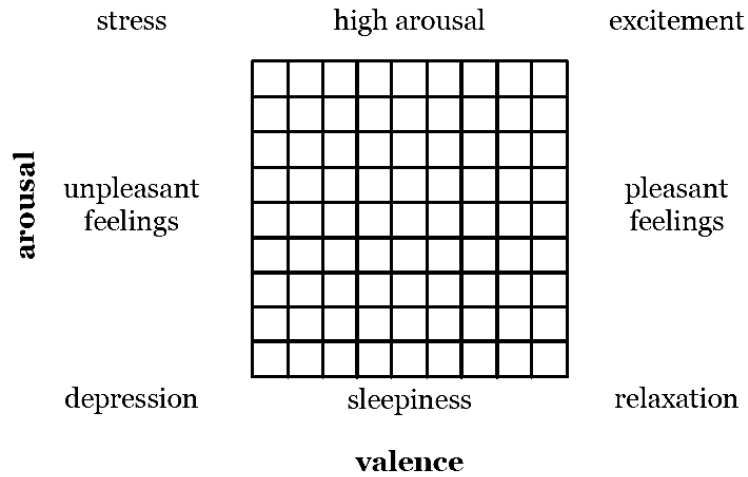 stress
high arousal
excitement
arousal
unpleasant
feelings
pleasant
feelings
depression
sleepiness
relaxation
valence